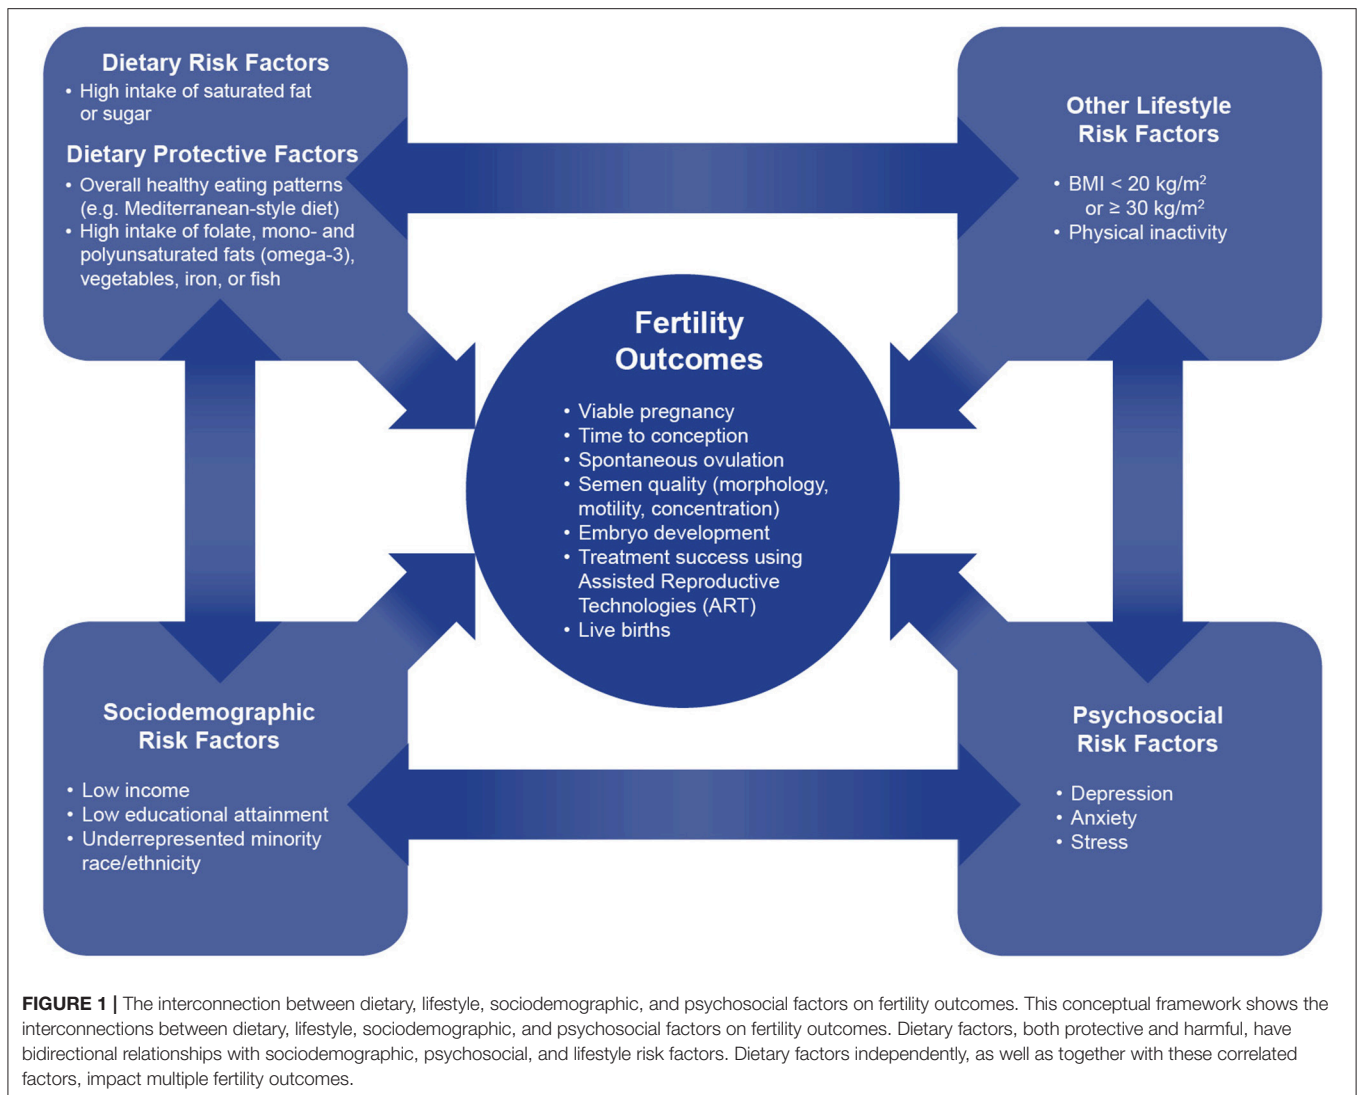 Dietary Risk Factors
• High intake of saturated fat
or sugar
Dietary Protective Factors
• Overall healthy eating patterns
(e.g. Mediterranean-style diet)
• High intake of folate, mono- and
polyunsaturated fats (omega-3),
vegetables, iron, or fish
Other Lifestyle
Risk Factors
• BMI < 20 kg/m²
or ≥ 30 kg/m²
• Physical inactivity
Fertility
Outcomes
• Viable pregnancy
• Time to conception
• Spontaneous ovulation
• Semen quality (morphology,
motility, concentration)
• Embryo development
• Treatment success using
Assisted Reproductive
Technologies (ART)
• Live births
Sociodemographic
Risk Factors
• Low income
• Low educational attainment
• Underrepresented minority
race/ethnicity
Psychosocial
Risk Factors
• Depression
• Anxiety
• Stress
FIGURE 1 | The interconnection between dietary, lifestyle, sociodemographic, and psychosocial factors on fertility outcomes. This conceptual framework shows the
interconnections between dietary, lifestyle, sociodemographic, and psychosocial factors on fertility outcomes. Dietary factors, both protective and harmful, have
bidirectional relationships with sociodemographic, psychosocial, and lifestyle risk factors. Dietary factors independently, as well as together with these correlated
factors, impact multiple fertility outcomes.